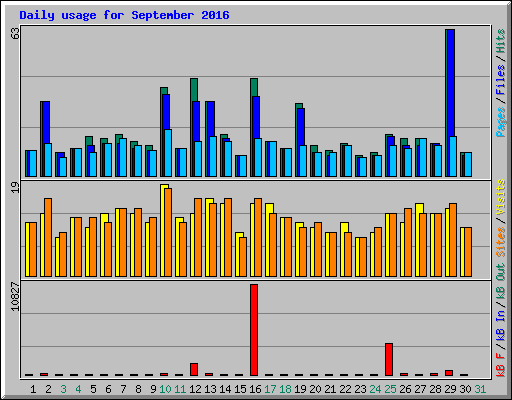 Daily usage for September 2016
63
Pages / Files / Hits
19
Sites / Visits
10827
kB F / kB In / kB Out
1 2 3 4 5 6 7 8 9 10 11 12 13 14 15 16 17 18 19 20 21 22 23 24 25 26 27 28 29 30 31